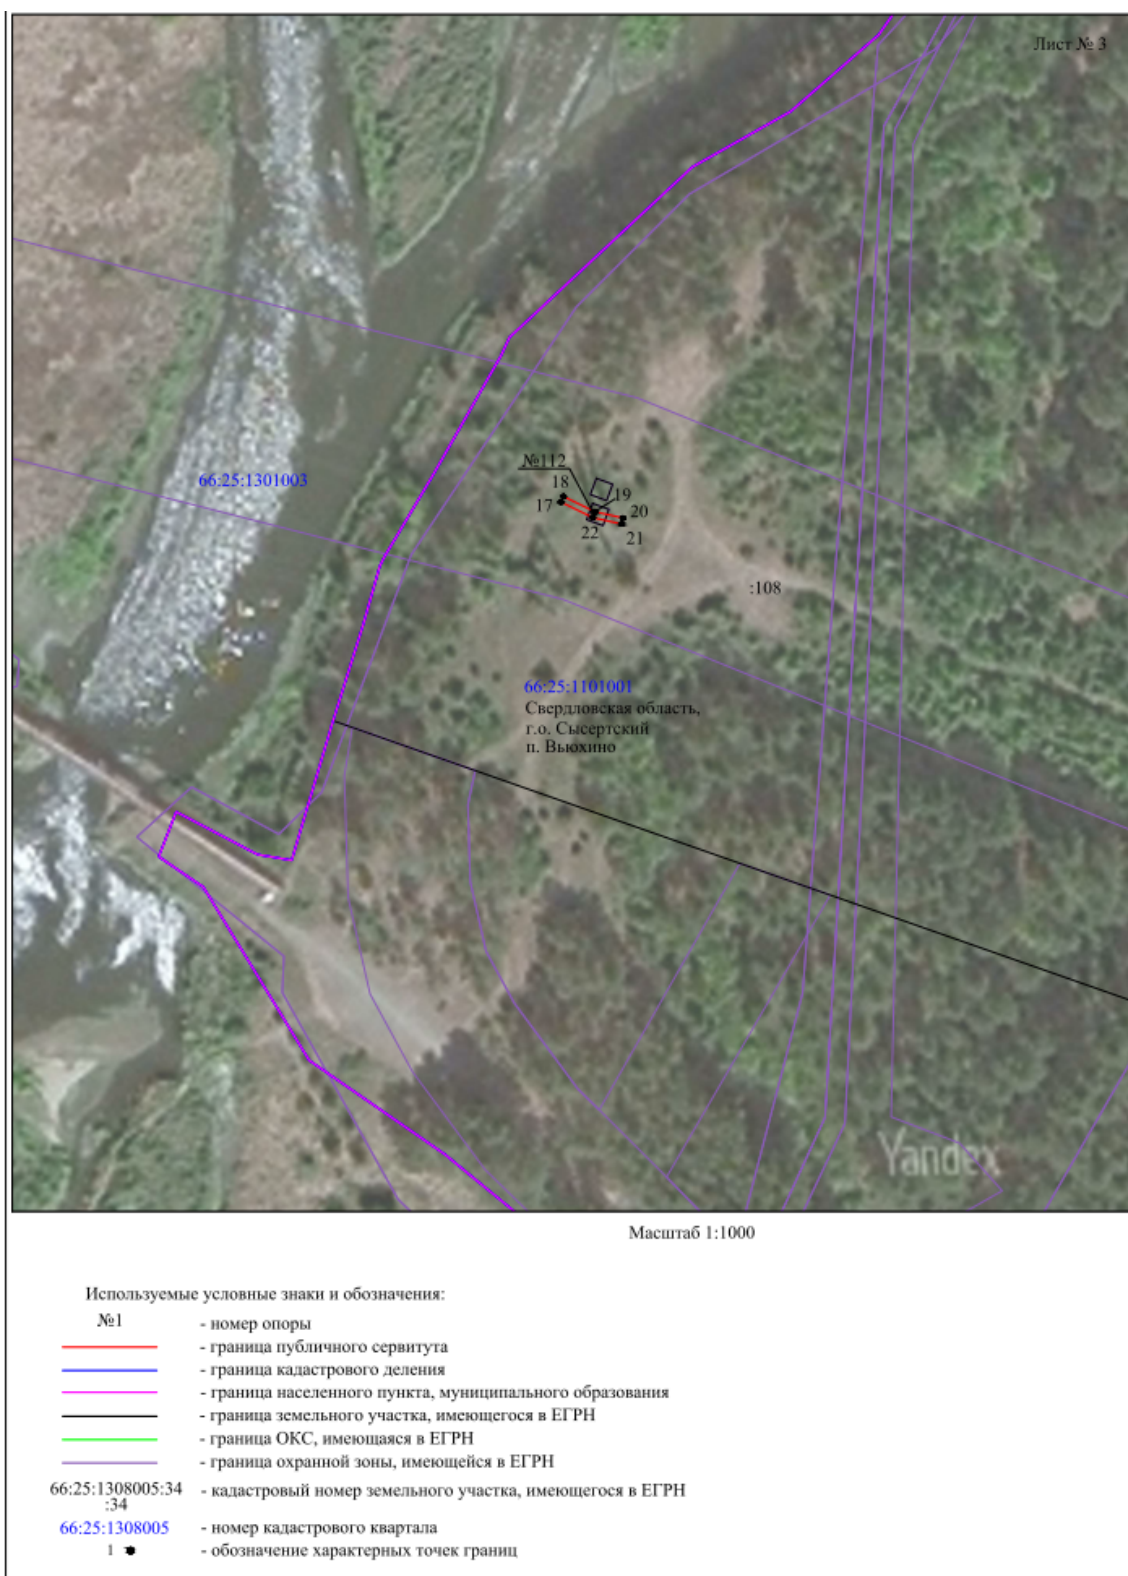 Лист № 3
66:25:1301003
№112
18
19
17
20
22
21
:108
66:25:1101001
Свердловская область,
г.о. Сысертский
п. Вьюхино
Yandex
Масштаб 1:1000
Используемые условные знаки и обозначения:
№1 - номер опоры
- граница публичного сервитута
- граница кадастрового деления
- граница населенного пункта, муниципального образования
- граница земельного участка, имеющегося в ЕГРН
- граница ОКС, имеющаяся в ЕГРН
- граница охранной зоны, имеющейся в ЕГРН
66:25:1308005:34 - кадастровый номер земельного участка, имеющегося в ЕГРН
:34
66:25:1308005 - номер кадастрового квартала
1 - обозначение характерных точек границ